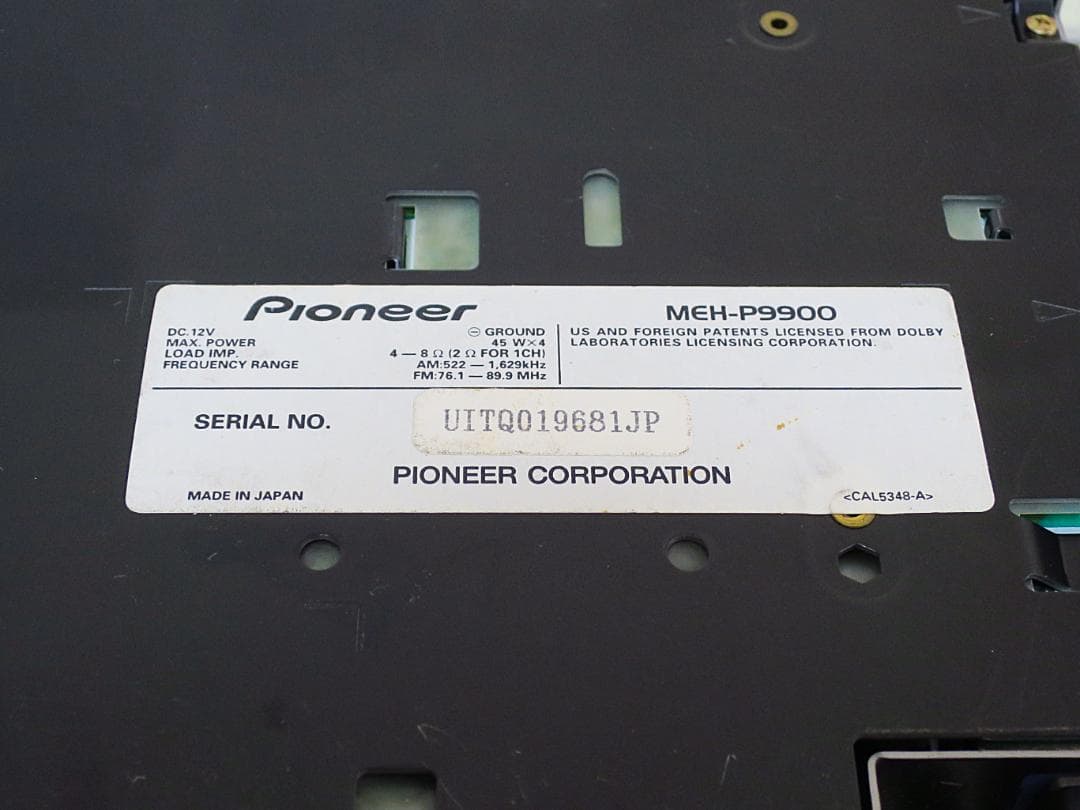 Pioneer
MEH-P9900
DC.12V ⊖ GROUND
MAX. POWER 45 W×4
LOAD IMP. 4 — 8 Ω (2 Ω FOR 1CH)
FREQUENCY RANGE AM:522 — 1,629kHz
FM:76.1 — 89.9 MHz
US AND FOREIGN PATENTS LICENSED FROM DOLBY
LABORATORIES LICENSING CORPORATION.
SERIAL NO. UITQ019681JP
PIONEER CORPORATION
MADE IN JAPAN <CAL5348-A>